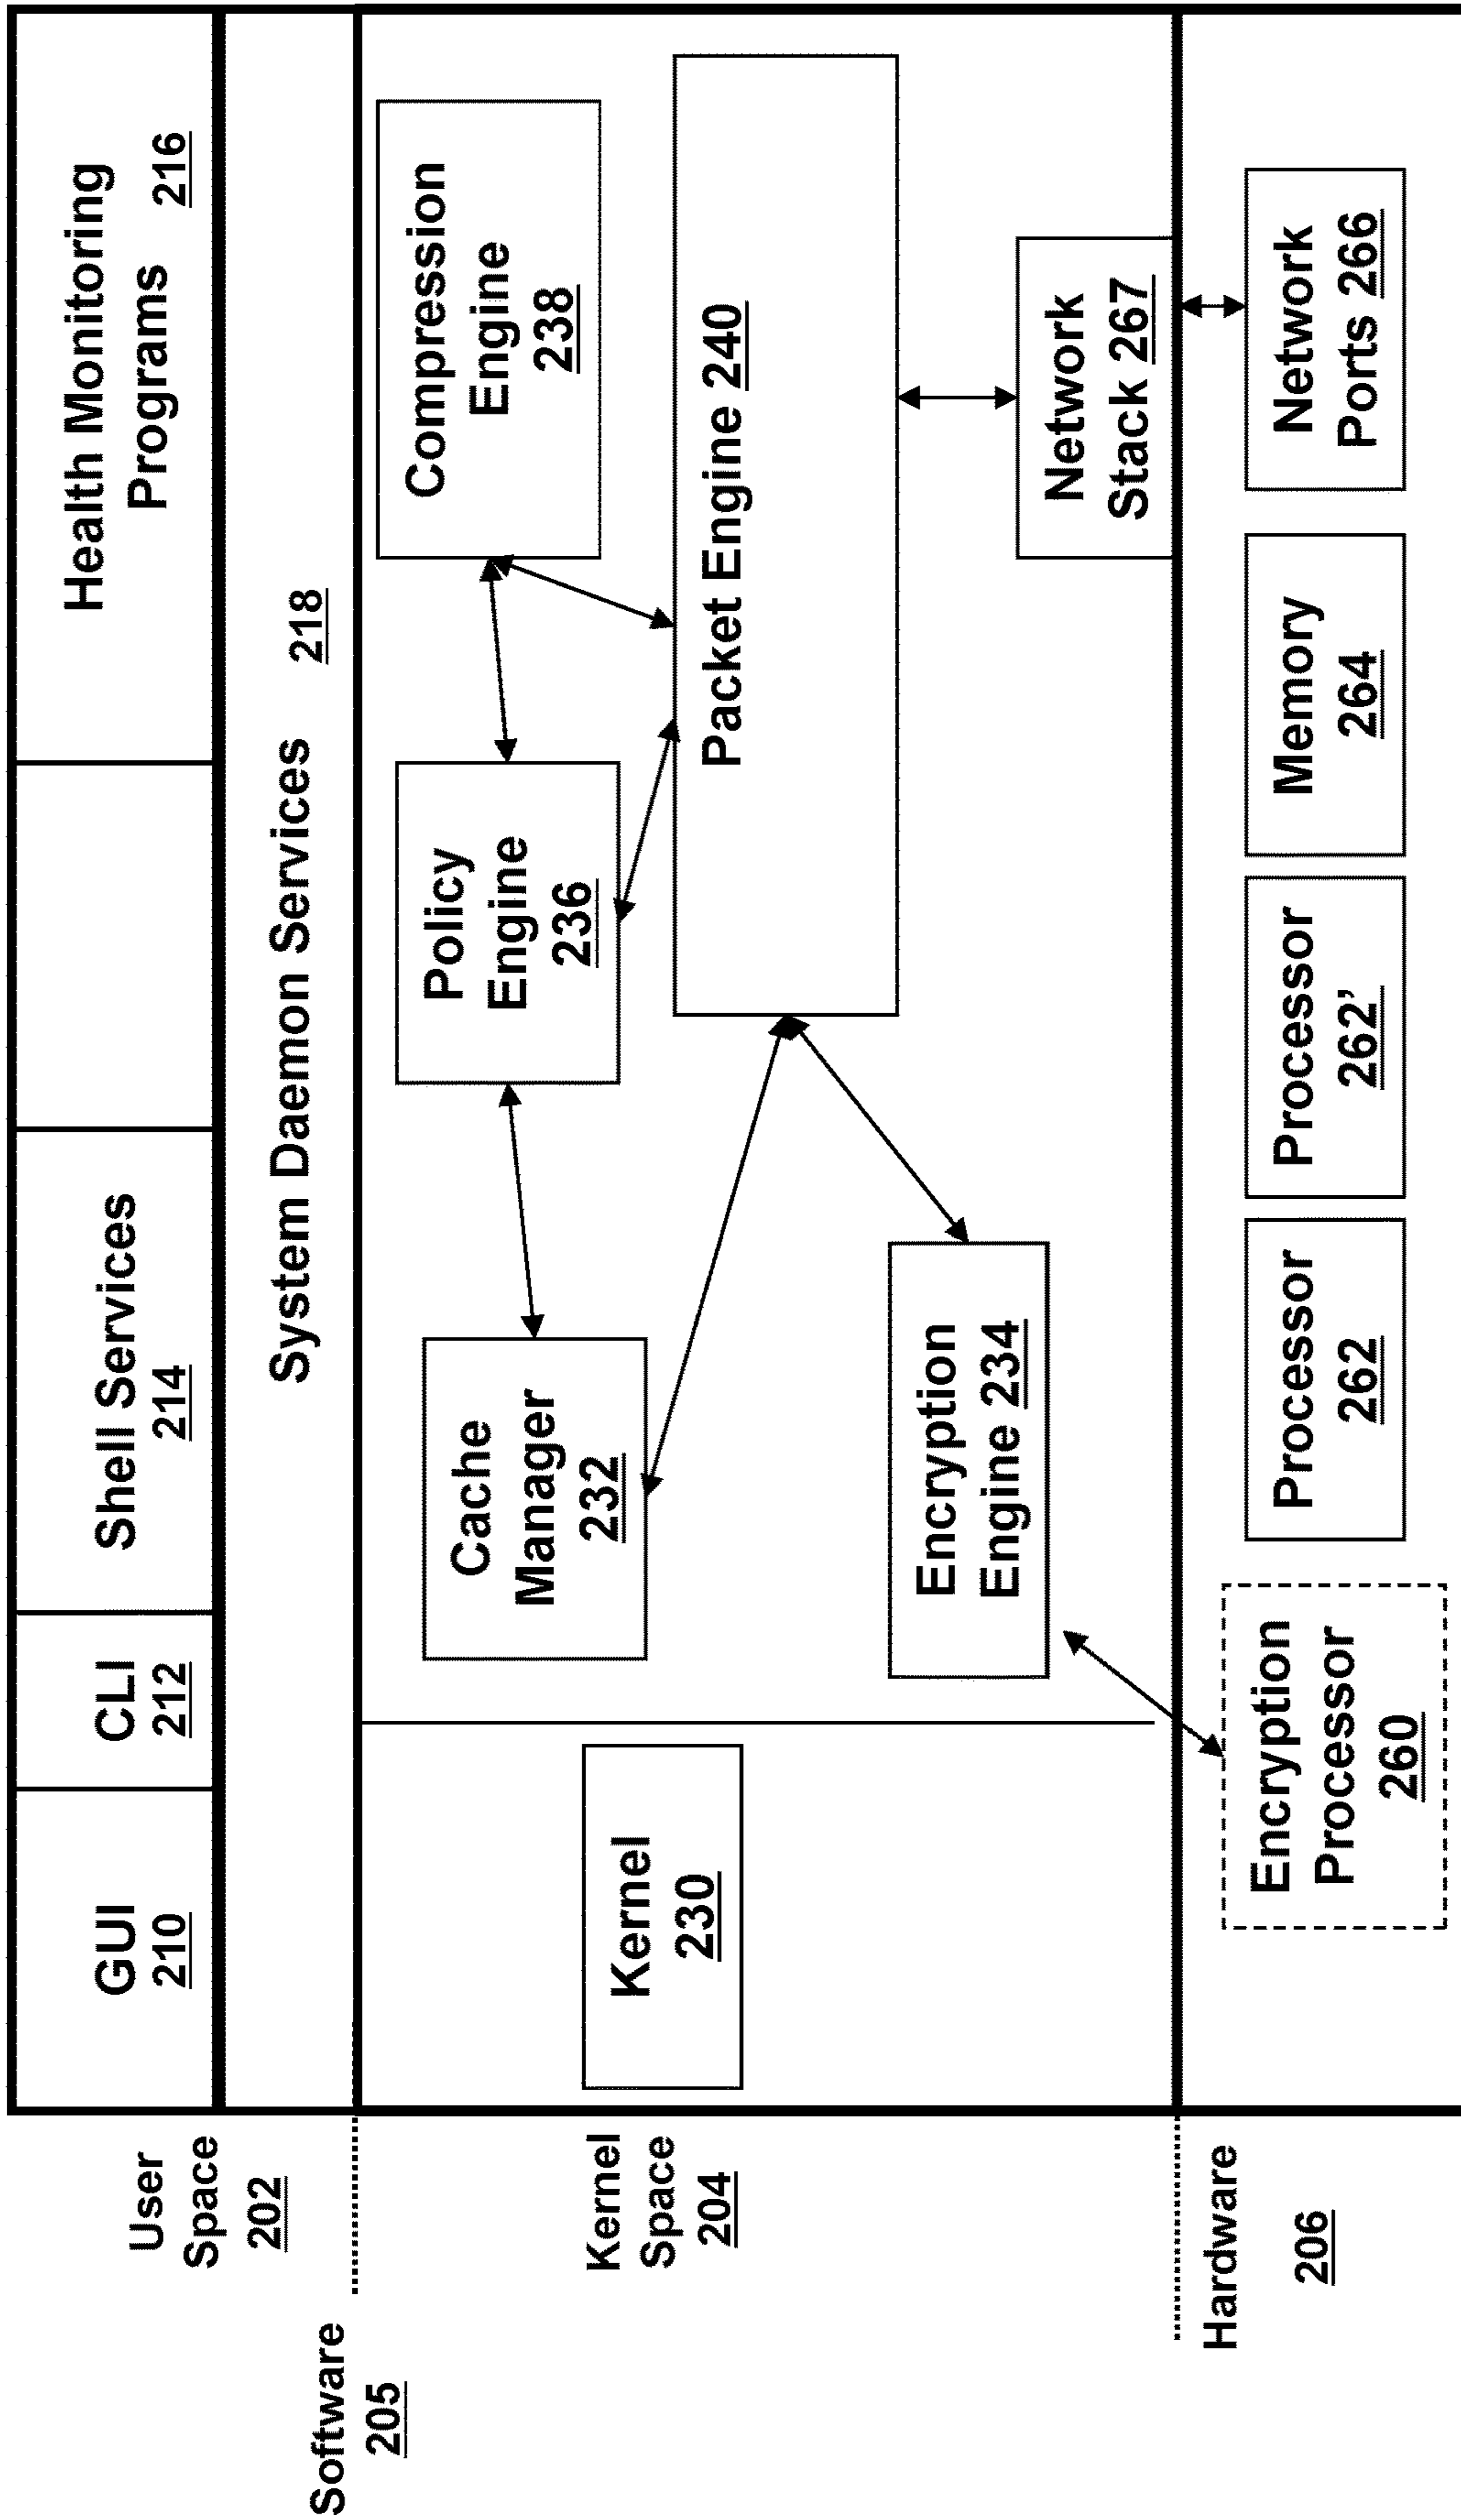 Software
205
User
Space
202
GUI
210
CLI
212
Shell Services
214
Health Monitoring
Programs
216
System Daemon Services
218
Kernel
Space
204
Kernel
230
Cache
Manager
232
Policy
Engine
236
Compression
Engine
238
Packet Engine 240
Encryption
Engine 234
Network
Stack 267
Hardware
206
Encryption
Processor
260
Processor
262
Processor
262’
Memory
264
Network
Ports 266